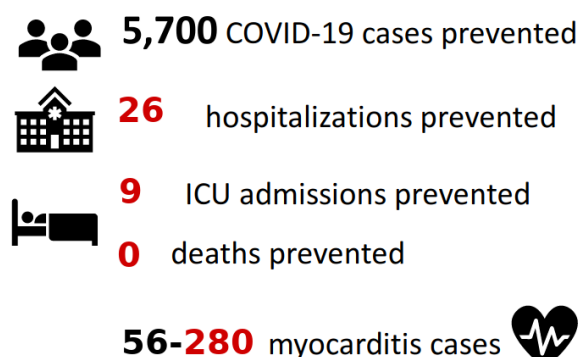 5,700 COVID-19 cases prevented
26 hospitalizations prevented
9 ICU admissions prevented
0 deaths prevented
56-280 myocarditis cases